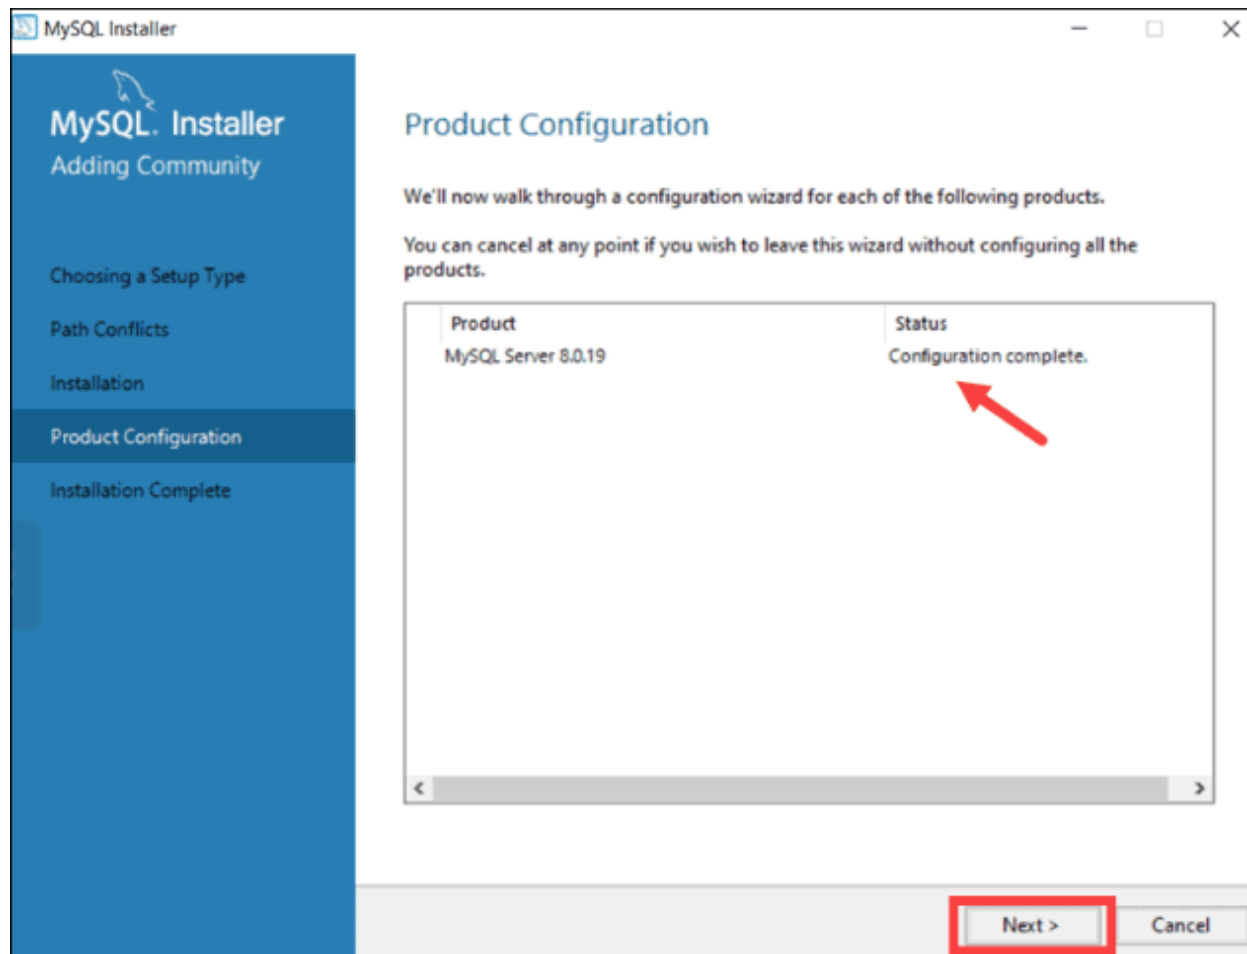 MySQL Installer
MySQL. Installer
Adding Community
Choosing a Setup Type
Path Conflicts
Installation
Product Configuration
Installation Complete
Product Configuration
We'll now walk through a configuration wizard for each of the following products.
You can cancel at any point if you wish to leave this wizard without configuring all the
products.
Product Status
MySQL Server 8.0.19 Configuration complete.
Next > Cancel